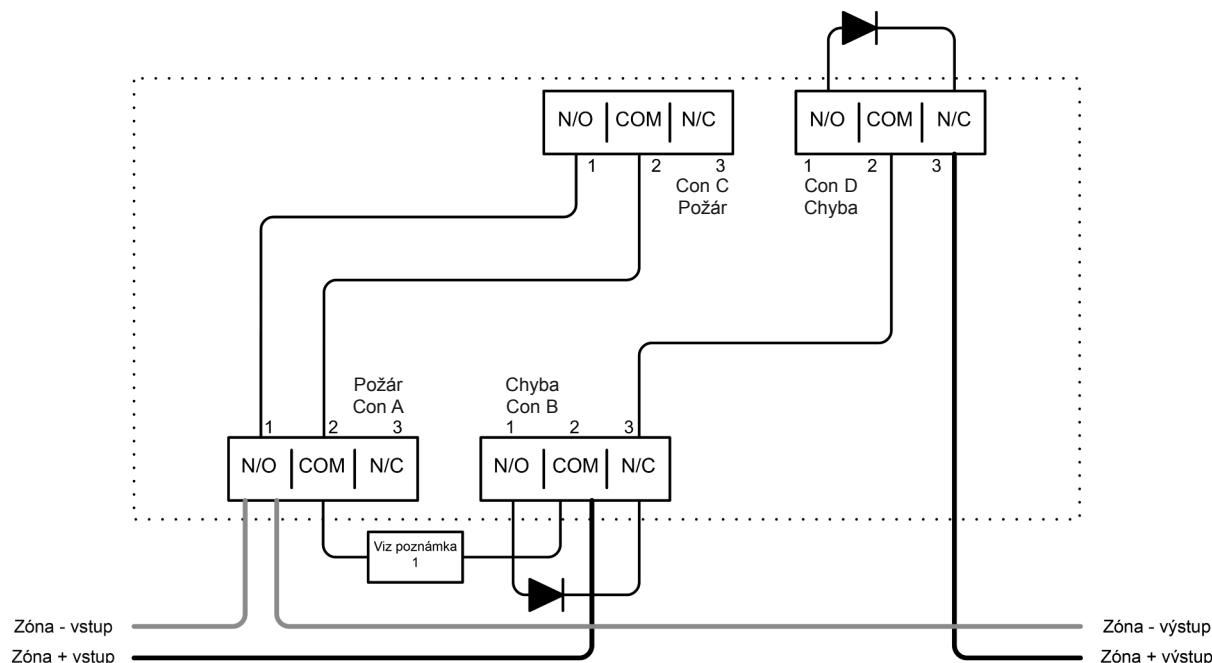 N/O COM N/C
1 2 3
Con C
Požár
N/O COM N/C
1 2 3
Con D
Chyba
Požár
Con A
1 2 3
N/O COM N/C
Chyba
Con B
1 2 3
N/O COM N/C
Viz poznámka
1
Zóna - vstup
Zóna - výstup
Zóna + vstup
Zóna + výstup